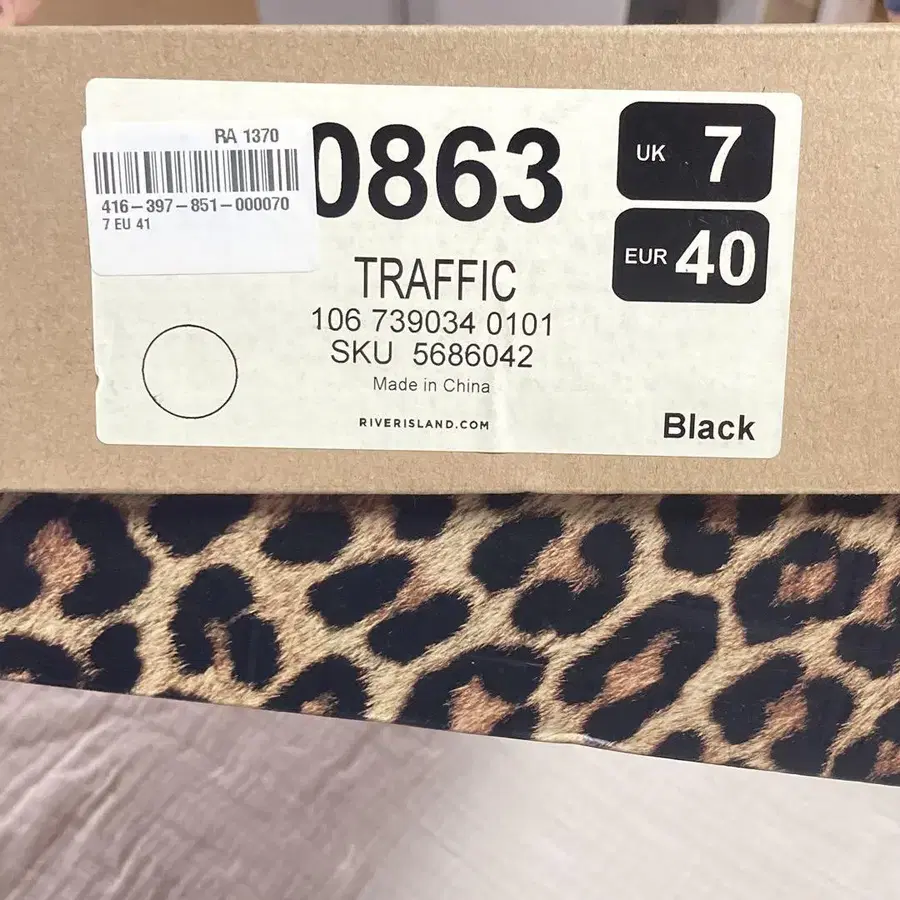 RA 1370
416-397-851-000070
7 EU 41
0863
UK 7
EUR 40
TRAFFIC
106 739034 0101
SKU 5686042
Made in China
RIVERISLAND.COM
Black